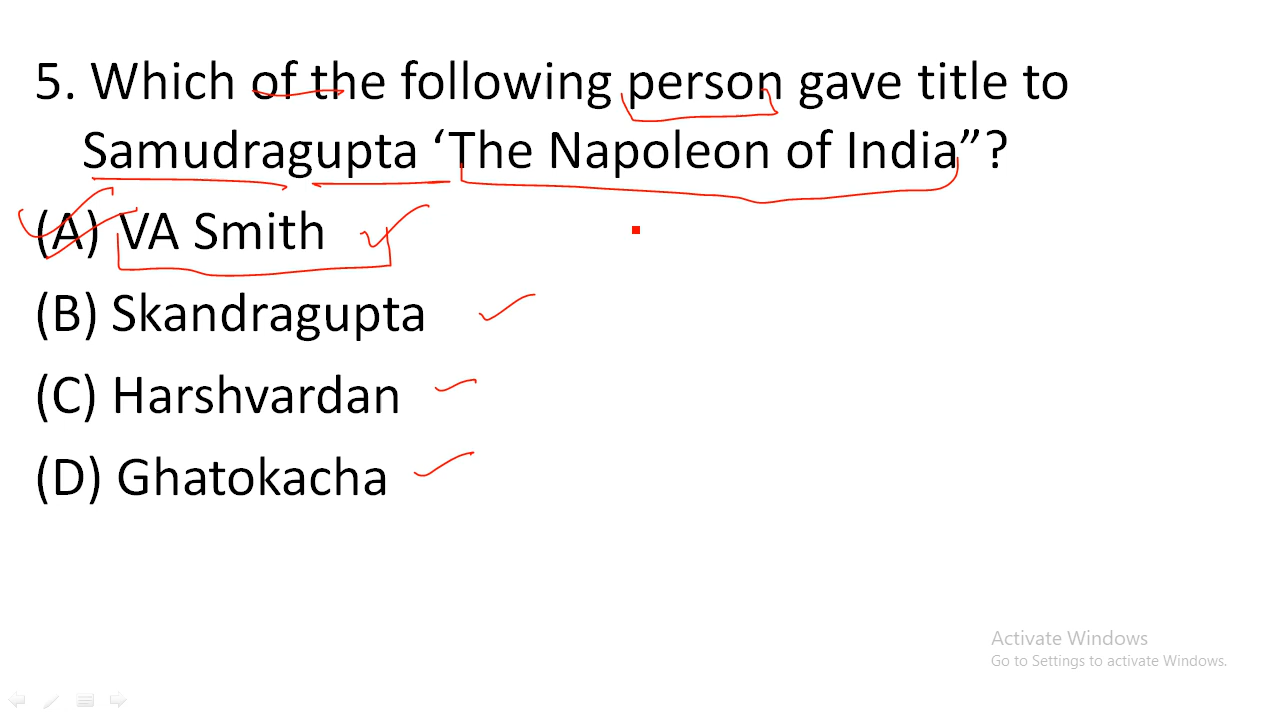 5. Which of the following person gave title to
Samudragupta ‘The Napoleon of India”?
(A) VA Smith
(B) Skandragupta
(C) Harshvardan
(D) Ghatokacha
Activate Windows
Go to Settings to activate Windows.